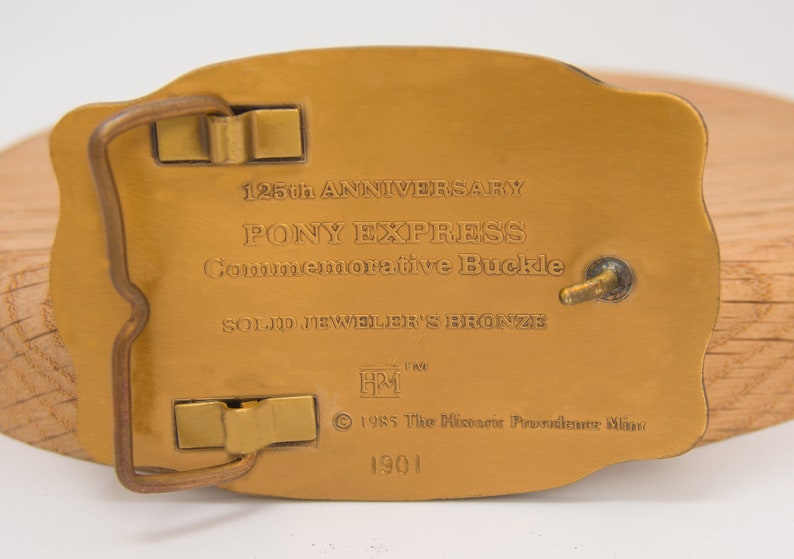 125th ANNIVERSARY
PONY EXPRESS
Commemorative Buckle
SOLID JEWELER'S BRONZE
HPM™
© 1985 The Historic Providence Mint
1901